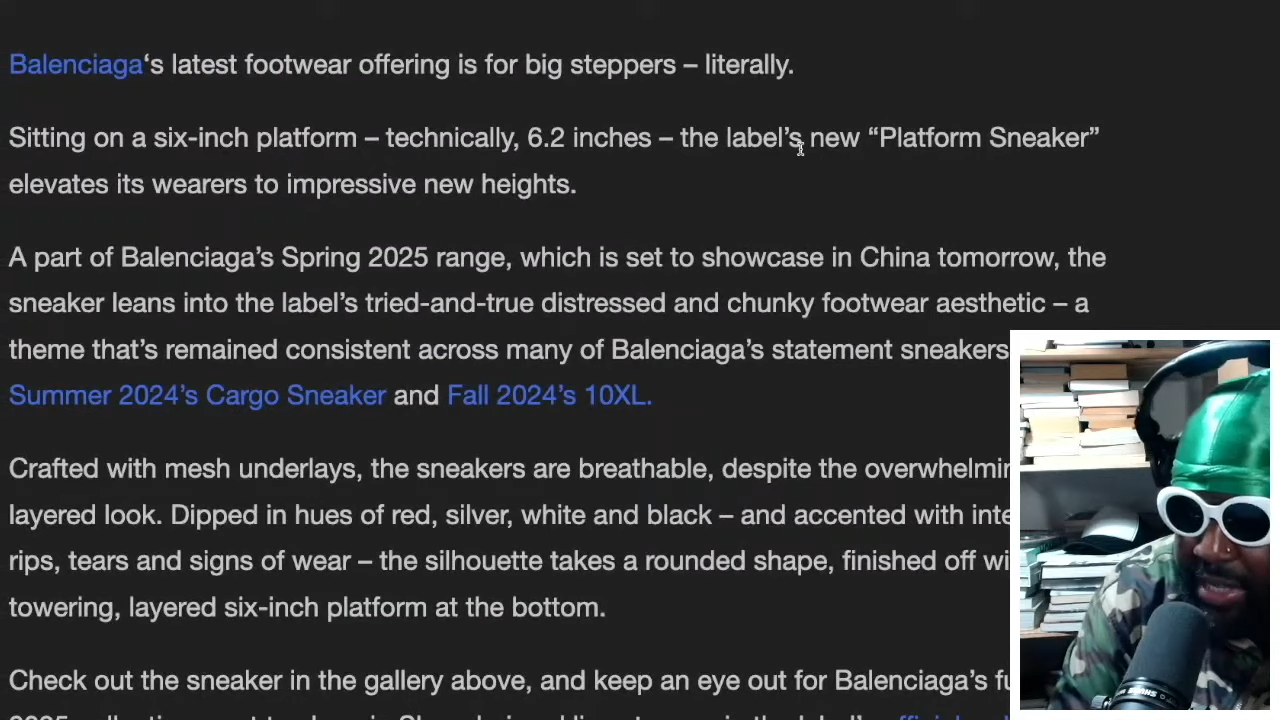 Balenciaga‘s latest footwear offering is for big steppers – literally.
Sitting on a six-inch platform – technically, 6.2 inches – the label’s new “Platform Sneaker”
elevates its wearers to impressive new heights.
A part of Balenciaga’s Spring 2025 range, which is set to showcase in China tomorrow, the
sneaker leans into the label’s tried-and-true distressed and chunky footwear aesthetic – a
theme that’s remained consistent across many of Balenciaga’s statement sneakers
Summer 2024’s Cargo Sneaker and Fall 2024’s 10XL.
Crafted with mesh underlays, the sneakers are breathable, despite the
layered look. Dipped in hues of red, silver, white and black – and accented with
rips, tears and signs of wear – the silhouette takes a rounded shape, finished off
towering, layered six-inch platform at the bottom.
Check out the sneaker in the gallery above, and keep an eye out for Balenciaga’s